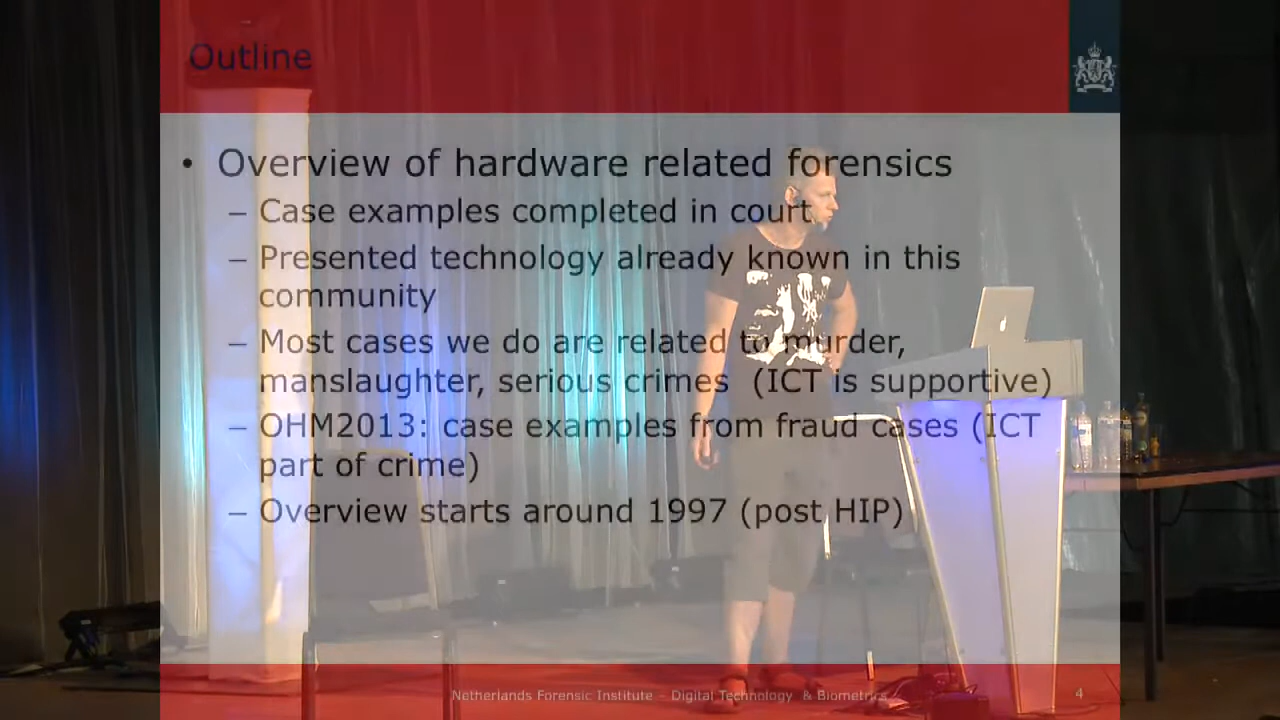 Outline
• Overview of hardware related forensics
– Case examples completed in court
– Presented technology already known in this
community
– Most cases we do are related to murder,
manslaughter, serious crimes (ICT is supportive)
– OHM2013: case examples from fraud cases (ICT
part of crime)
– Overview starts around 1997 (post HIP)
Netherlands Forensic Institute – Digital Technology & Biometrics
4